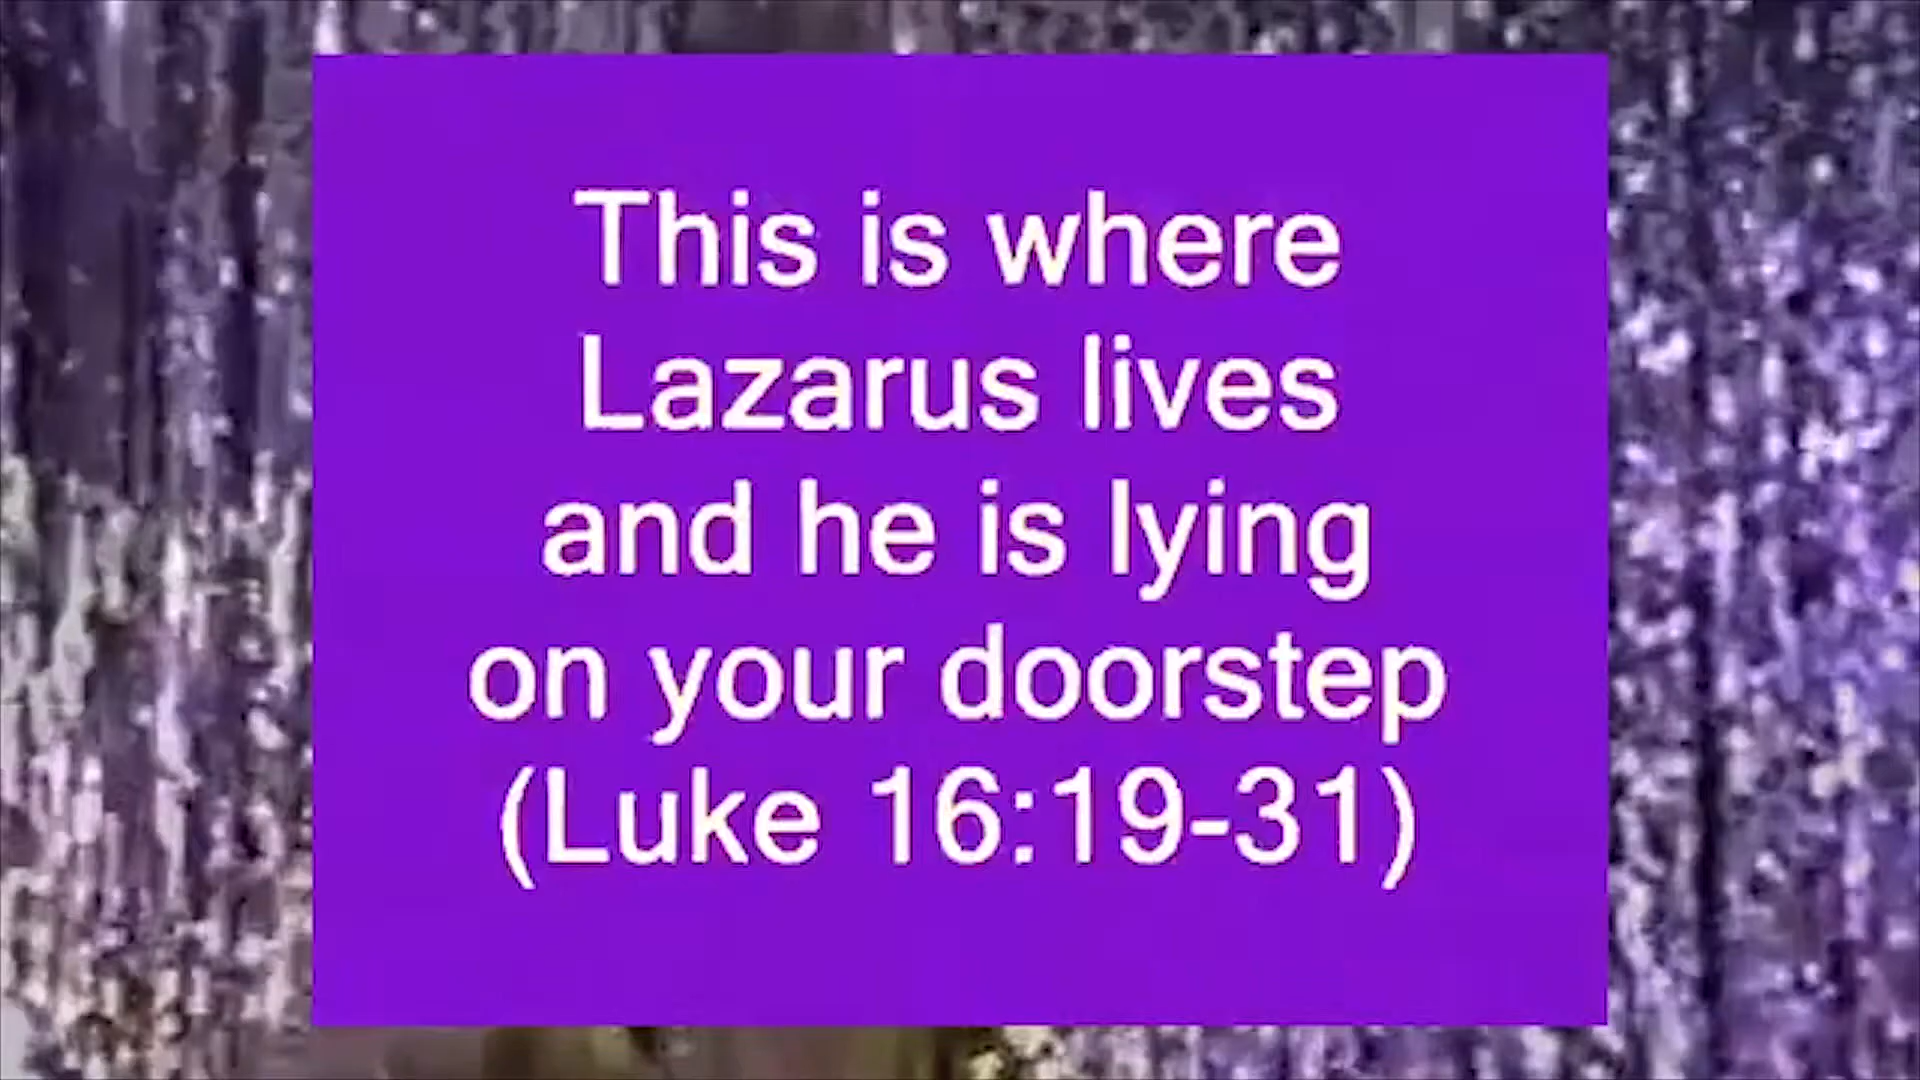 This is where
Lazarus lives
and he is lying
on your doorstep
(Luke 16:19-31)